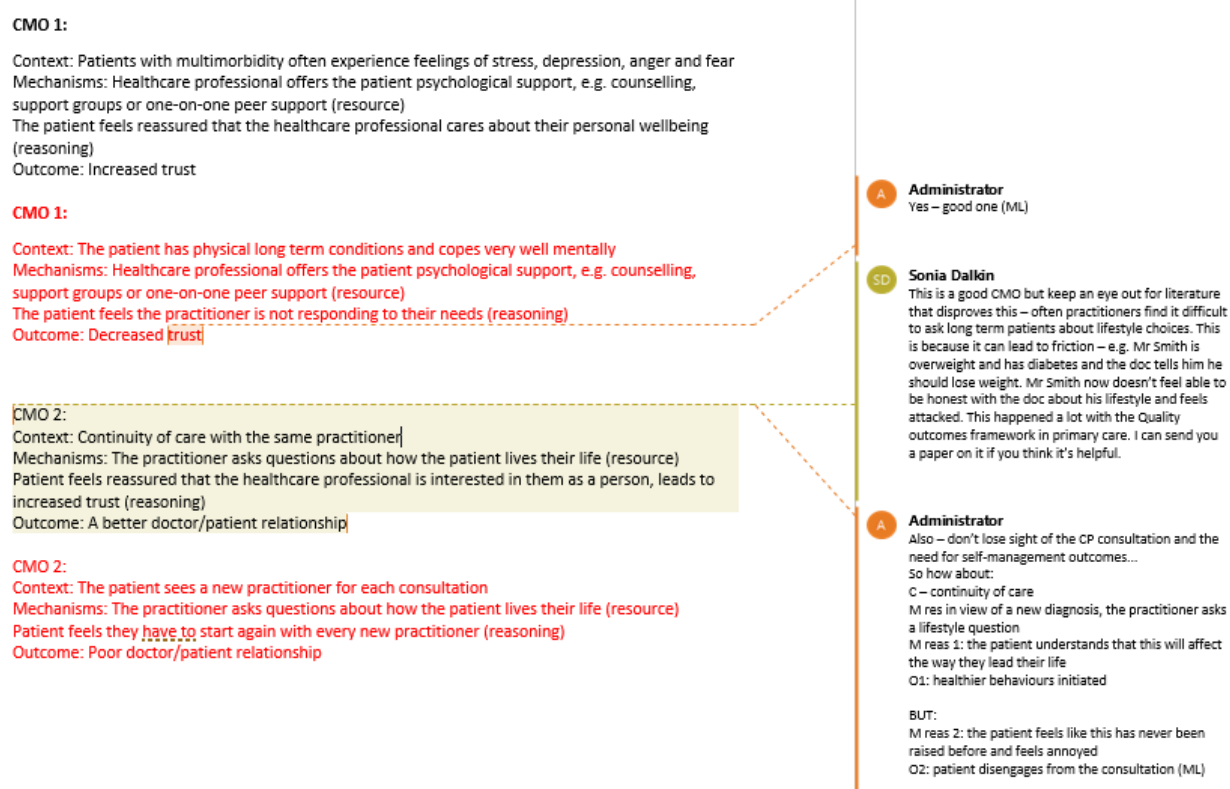 CMO 1:
Context: Patients with multimorbidity often experience feelings of stress, depression, anger and fear
Mechanisms: Healthcare professional offers the patient psychological support, e.g. counselling,
support groups or one-on-one peer support (resource)
The patient feels reassured that the healthcare professional cares about their personal wellbeing
(reasoning)
Outcome: Increased trust
CMO 1:
Context: The patient has physical long term conditions and copes very well mentally
Mechanisms: Healthcare professional offers the patient psychological support, e.g. counselling,
support groups or one-on-one peer support (resource)
The patient feels the practitioner is not responding to their needs (reasoning)
Outcome: Decreased trust
CMO 2:
Context: Continuity of care with the same practitioner
Mechanisms: The practitioner asks questions about how the patient lives their life (resource)
Patient feels reassured that the healthcare professional is interested in them as a person, leads to
increased trust (reasoning)
Outcome: A better doctor/patient relationship
CMO 2:
Context: The patient sees a new practitioner for each consultation
Mechanisms: The practitioner asks questions about how the patient lives their life (resource)
Patient feels they have to start again with every new practitioner (reasoning)
Outcome: Poor doctor/patient relationship
A
Administrator
Yes – good one (ML)
SD
Sonia Dalkin
This is a good CMO but keep an eye out for literature
that disproves this – often practitioners find it difficult
to ask long term patients about lifestyle choices. This
is because it can lead to friction – e.g. Mr Smith is
overweight and has diabetes and the doc tells him he
should lose weight. Mr Smith now doesn't feel able to
be honest with the doc about his lifestyle and feels
attacked. This happened a lot with the Quality
outcomes framework in primary care. I can send you
a paper on it if you think it's helpful.
A
Administrator
Also – don't lose sight of the CP consultation and the
need for self-management outcomes...
So how about:
C – continuity of care
M res in view of a new diagnosis, the practitioner asks
a lifestyle question
M reas 1: the patient understands that this will affect
the way they lead their life
O1: healthier behaviours initiated
BUT:
M reas 2: the patient feels like this has never been
raised before and feels annoyed
O2: patient disengages from the consultation (ML)